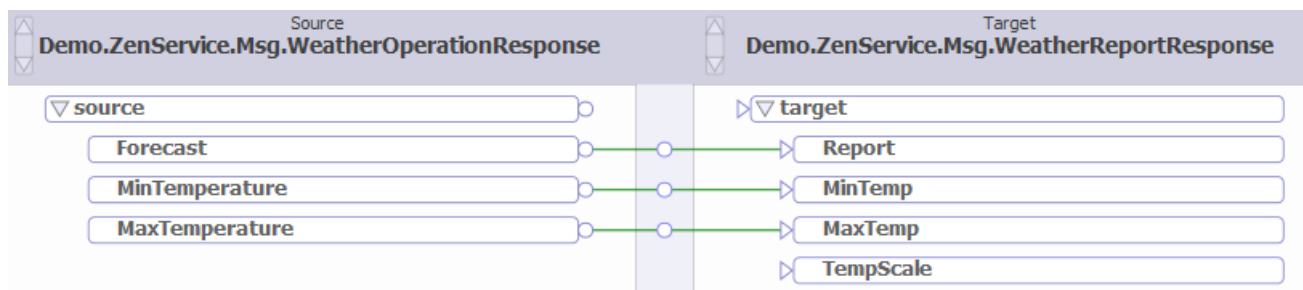 Source
Demo.ZenService.Msg.WeatherOperationResponse
Target
Demo.ZenService.Msg.WeatherReportResponse
source
target
Forecast
Report
MinTemperature
MinTemp
MaxTemperature
MaxTemp
TempScale